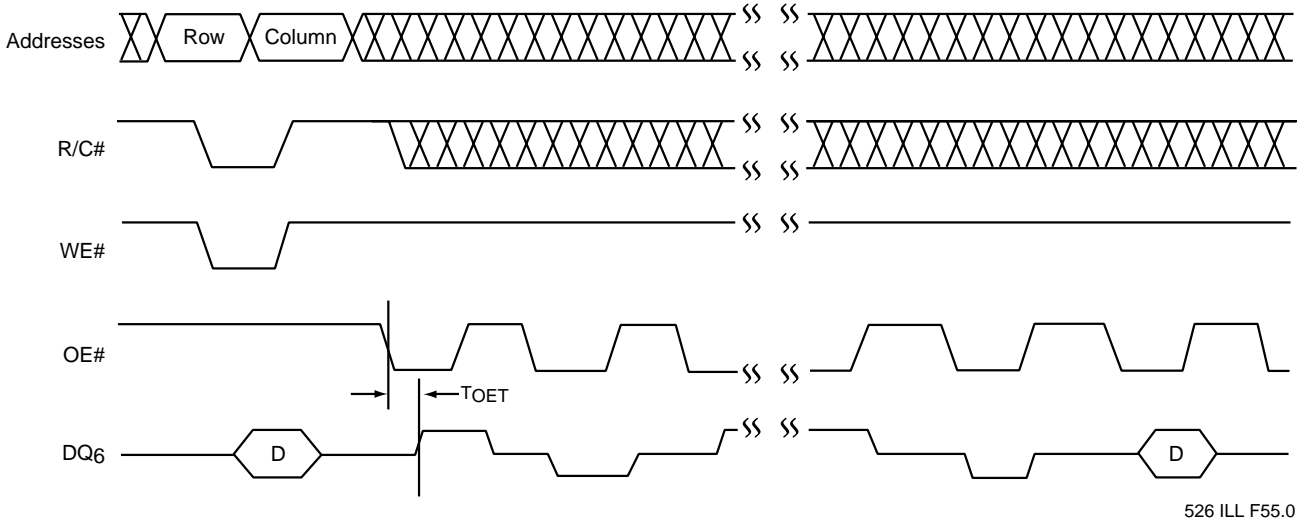 Addresses Row Column
R/C#
WE#
OE#
TOET
DQ6 D D
526 ILL F55.0